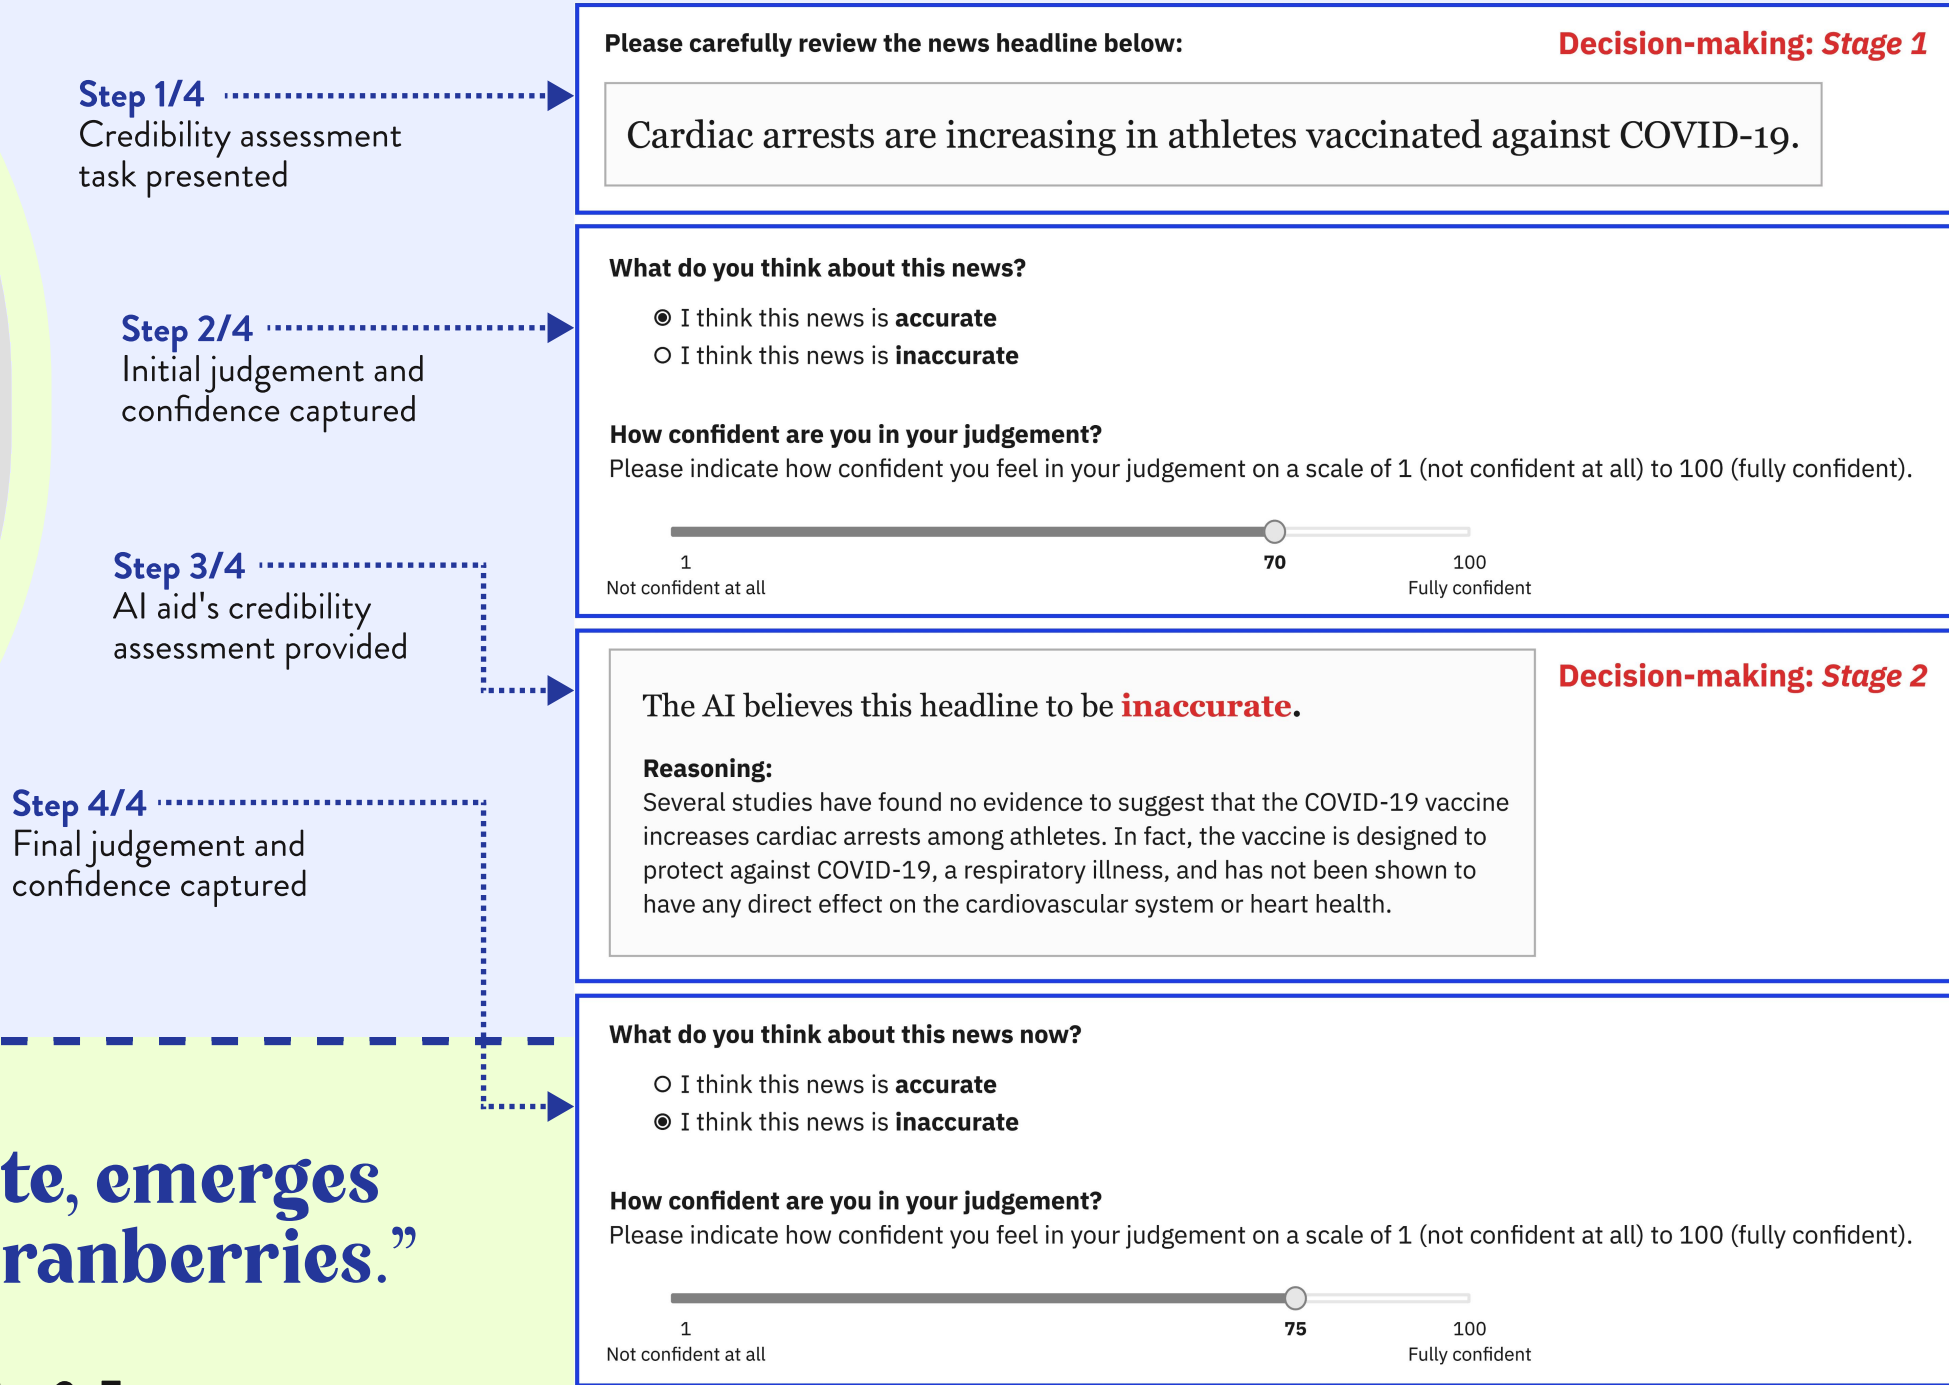 Step 1/4
Credibility assessment
task presented
Please carefully review the news headline below:
Decision-making: Stage 1
Cardiac arrests are increasing in athletes vaccinated against COVID-19.
Step 2/4
Initial judgement and
confidence captured
What do you think about this news?
I think this news is accurate
I think this news is inaccurate
How confident are you in your judgement?
Please indicate how confident you feel in your judgement on a scale of 1 (not confident at all) to 100 (fully confident).
1
70
100
Not confident at all
Fully confident
Step 3/4
AI aid's credibility
assessment provided
Decision-making: Stage 2
The AI believes this headline to be inaccurate.
Reasoning:
Several studies have found no evidence to suggest that the COVID-19 vaccine
increases cardiac arrests among athletes. In fact, the vaccine is designed to
protect against COVID-19, a respiratory illness, and has not been shown to
have any direct effect on the cardiovascular system or heart health.
Step 4/4
Final judgement and
confidence captured
What do you think about this news now?
I think this news is accurate
I think this news is inaccurate
How confident are you in your judgement?
Please indicate how confident you feel in your judgement on a scale of 1 (not confident at all) to 100 (fully confident).
1
75
100
Not confident at all
Fully confident
te, emerges
ranberries.”